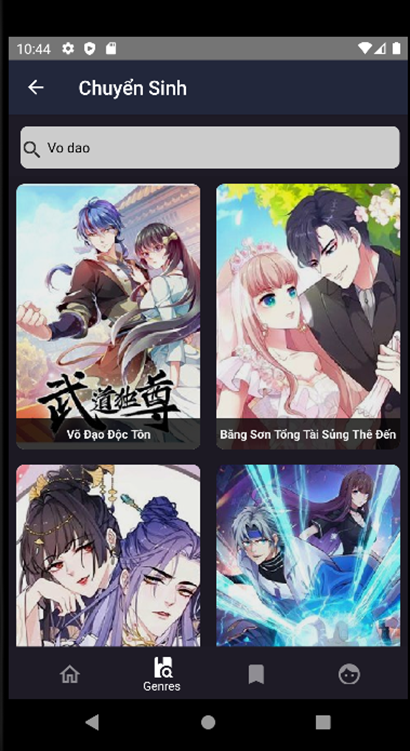 10:44
Chuyển Sinh
Vo dao
武道独尊
Võ Đạo Độc Tôn
Băng Sơn Tổng Tài Sủng Thê Đến
Genres